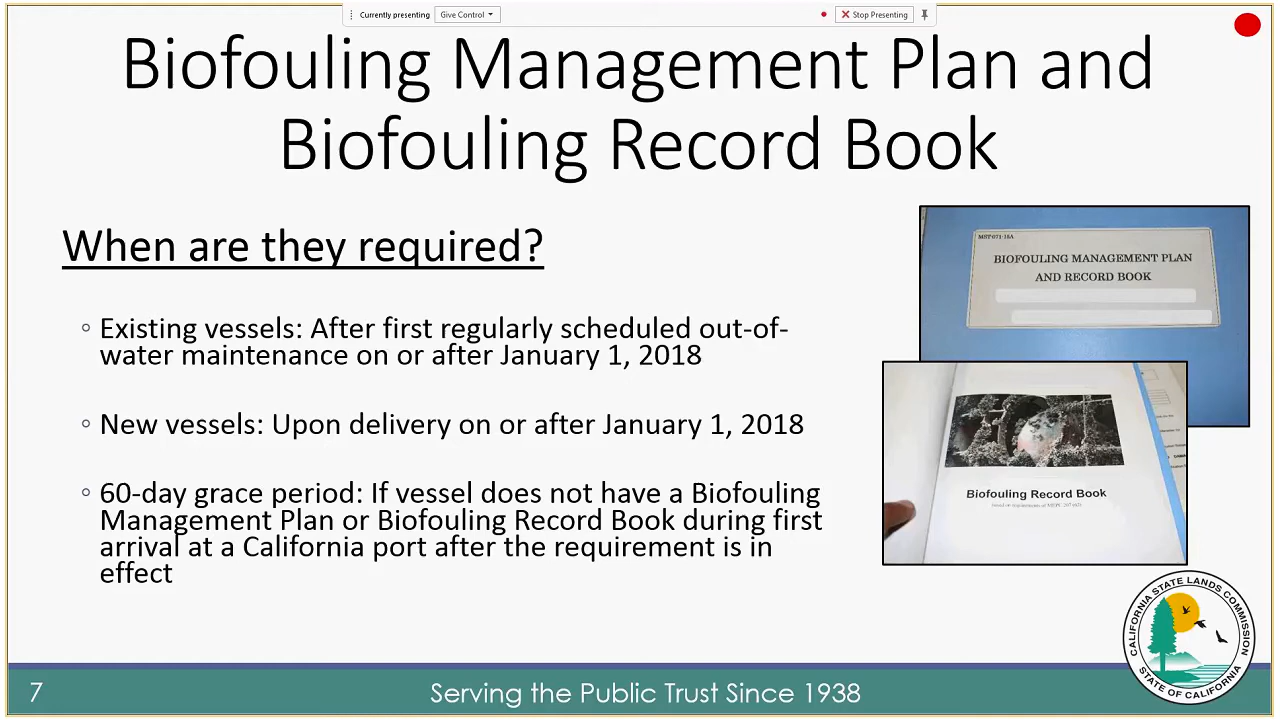 Currently presenting Give Control Stop Presenting
Biofouling Management Plan and
Biofouling Record Book
When are they required?
◦ Existing vessels: After first regularly scheduled out-of-
water maintenance on or after January 1, 2018
◦ New vessels: Upon delivery on or after January 1, 2018
◦ 60-day grace period: If vessel does not have a Biofouling
Management Plan or Biofouling Record Book during first
arrival at a California port after the requirement is in
effect
BIOFOULING MANAGEMENT PLAN
AND RECORD BOOK
Biofouling Record Book
CALIFORNIA STATE LANDS COMMISSION
STATE OF CALIFORNIA
7
Serving the Public Trust Since 1938